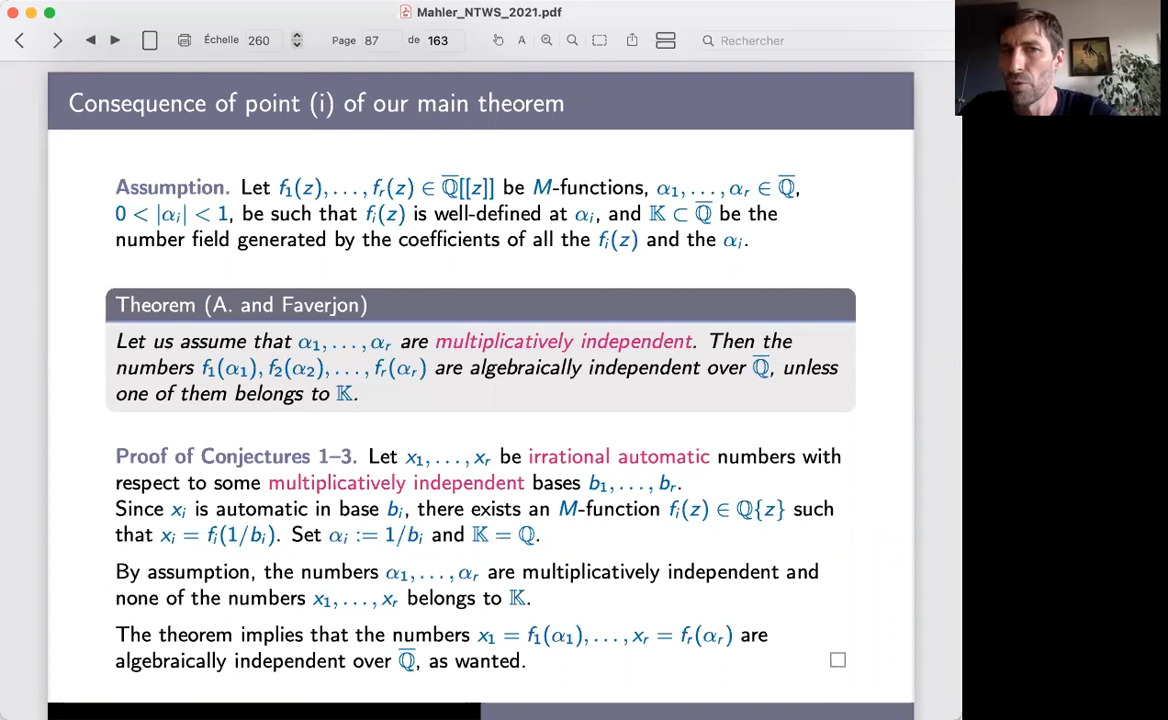 Mahler_NTWS_2021.pdf
Échelle 260 Page 87 de 163 Rechercher
Consequence of point (i) of our main theorem
Assumption. Let f₁(z), . . . , fᵣ(z) ∈ Q̅[[z]] be M-functions, α₁, . . . , αᵣ ∈ Q̅,
0 < |αᵢ| < 1, be such that fᵢ(z) is well-defined at αᵢ, and 𝕂 ⊂ Q̅ be the
number field generated by the coefficients of all the fᵢ(z) and the αᵢ.
Theorem (A. and Faverjon)
Let us assume that α₁, . . . , αᵣ are multiplicatively independent. Then the
numbers f₁(α₁), f₂(α₂), . . . , fᵣ(αᵣ) are algebraically independent over Q̅, unless
one of them belongs to 𝕂.
Proof of Conjectures 1–3. Let x₁, . . . , xᵣ be irrational automatic numbers with
respect to some multiplicatively independent bases b₁, . . . , bᵣ.
Since xᵢ is automatic in base bᵢ, there exists an M-function fᵢ(z) ∈ ℚ{z} such
that xᵢ = fᵢ(1/bᵢ). Set αᵢ := 1/bᵢ and 𝕂 = ℚ.
By assumption, the numbers α₁, . . . , αᵣ are multiplicatively independent and
none of the numbers x₁, . . . , xᵣ belongs to 𝕂.
The theorem implies that the numbers x₁ = f₁(α₁), . . . , xᵣ = fᵣ(αᵣ) are
algebraically independent over Q̅, as wanted. □